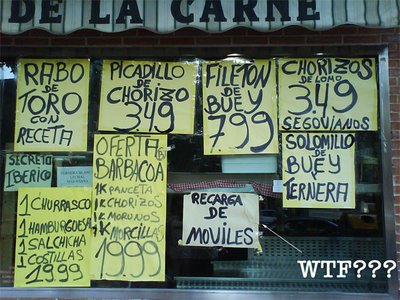 DE LA CARNE
RABO
DE
TORO
CON
RECETA
PICADILLO
DE
CHORIZO
3.49
FILETON
DE
BUEY
7.99
CHORIZOS
DE LOMO
3.49
SEGOVIANOS
SECRETO
IBERICO
OFERTA
BARBACOA
1K PANCETA
1K CHORIZOS
1K MORUNOS
1K MORCILLAS
19.99
SOLOMILLO
DE
BUEY
Y
TERNERA
1 CHURRASCO
1 HAMBURGUESA
1 SALCHICHA
1 COSTILLAS
19.99
RECARGA
DE
MOVILES
WTF???